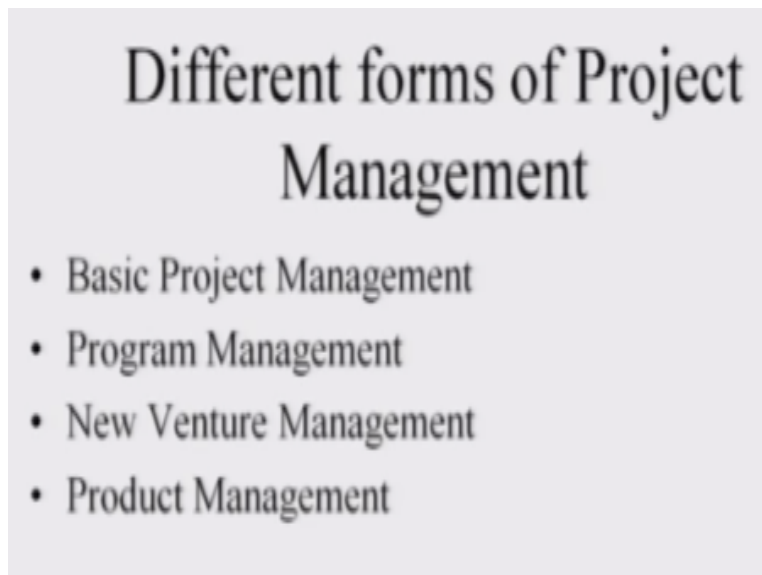 Different forms of Project
Management
• Basic Project Management
• Program Management
• New Venture Management
• Product Management